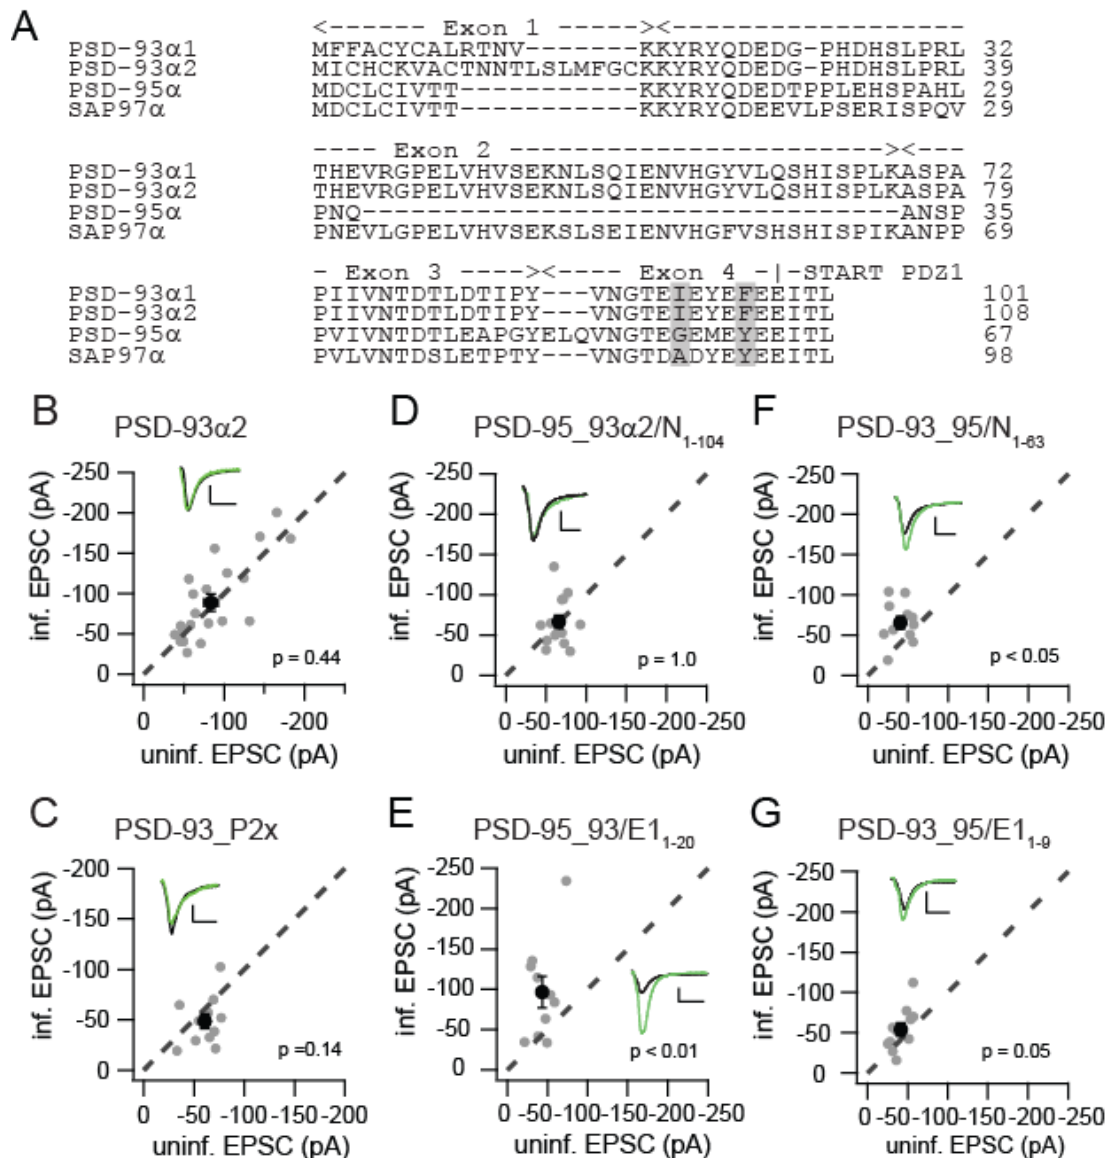 A
<------ Exon 1 ------><------------------
PSD-93α1 MFFACYCALRTNV-------KKYRYQDEDG-PHDHSLPRL 32
PSD-93α2 MICHCKVACTNNTLSLMFGCKKYRYQDEDG-PHDHSLPRL 39
PSD-95α MDCLCIVTT-----------KKYRYQDEDTPPLEHSPAHL 29
SAP97α MDCLCIVTT-----------KKYRYQDEEVLPSERISPQV 29
---- Exon 2 -----------------------><---
PSD-93α1 THEVRGPELVHVSEKNLSQIENVHGYVLQSHISPLKASPA 72
PSD-93α2 THEVRGPELVHVSEKNLSQIENVHGYVLQSHISPLKASPA 79
PSD-95α PNQ---------------------------------ANSP 35
SAP97α PNEVLGPELVHVSEKSLSEIENVHGFVSHSHISPIKANPP 69
- Exon 3 ----><---- Exon 4 -|-START PDZ1
PSD-93α1 PIIVNTDTLDTIPY---VNGTEIEYEFEEITL 101
PSD-93α2 PIIVNTDTLDTIPY---VNGTEIEYEFEEITL 108
PSD-95α PVIVNTDTLEAPGYELQVNGTEGEMEYEEITL 67
SAP97α PVLVNTDSLETPTY---VNGTDADYEYEEITL 98
B
PSD-93α2
inf. EPSC (pA)
-250
-200
-150
-100
-50
0
p = 0.44
0 -100 -200
uninf. EPSC (pA)
D
PSD-95_93α2/N1-104
inf. EPSC (pA)
-250
-200
-150
-100
-50
0
p = 1.0
0 -50 -100 -150 -200 -250
uninf. EPSC (pA)
F
PSD-93_95/N1-63
inf. EPSC (pA)
-250
-200
-150
-100
-50
0
p < 0.05
0 -50 -100 -150 -200 -250
uninf. EPSC (pA)
C
PSD-93_P2x
inf. EPSC (pA)
-200
-150
-100
-50
0
p =0.14
0 -50 -100 -150 -200
uninf. EPSC (pA)
E
PSD-95_93/E11-20
inf. EPSC (pA)
-250
-200
-150
-100
-50
0
p < 0.01
0 -50 -100 -150 -200 -250
uninf. EPSC (pA)
G
PSD-93_95/E11-9
inf. EPSC (pA)
-250
-200
-150
-100
-50
0
p = 0.05
0 -50 -100 -150 -200 -250
uninf. EPSC (pA)